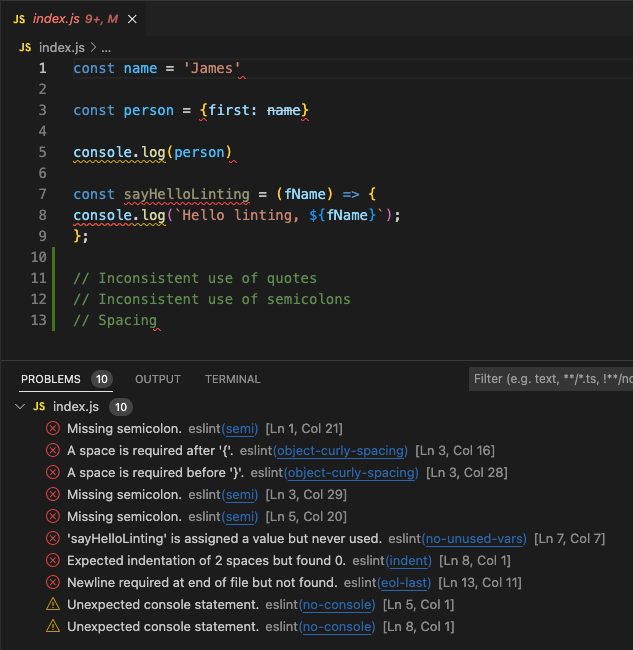 JS index.js 9+, M ×
JS index.js > ...
1 const name = 'James'
2
3 const person = {first: name}
4
5 console.log(person)
6
7 const sayHelloLinting = (fName) => {
8 console.log(`Hello linting, ${fName}`);
9 };
10
11 // Inconsistent use of quotes
12 // Inconsistent use of semicolons
13 // Spacing
PROBLEMS 10 OUTPUT TERMINAL Filter (e.g. text, **/*.ts, !**/no
JS index.js 10
Missing semicolon. eslint(semi) [Ln 1, Col 21]
A space is required after '{'. eslint(object-curly-spacing) [Ln 3, Col 16]
A space is required before '}'. eslint(object-curly-spacing) [Ln 3, Col 28]
Missing semicolon. eslint(semi) [Ln 3, Col 29]
Missing semicolon. eslint(semi) [Ln 5, Col 20]
'sayHelloLinting' is assigned a value but never used. eslint(no-unused-vars) [Ln 7, Col 7]
Expected indentation of 2 spaces but found 0. eslint(indent) [Ln 8, Col 1]
Newline required at end of file but not found. eslint(eol-last) [Ln 13, Col 11]
Unexpected console statement. eslint(no-console) [Ln 5, Col 1]
Unexpected console statement. eslint(no-console) [Ln 8, Col 1]